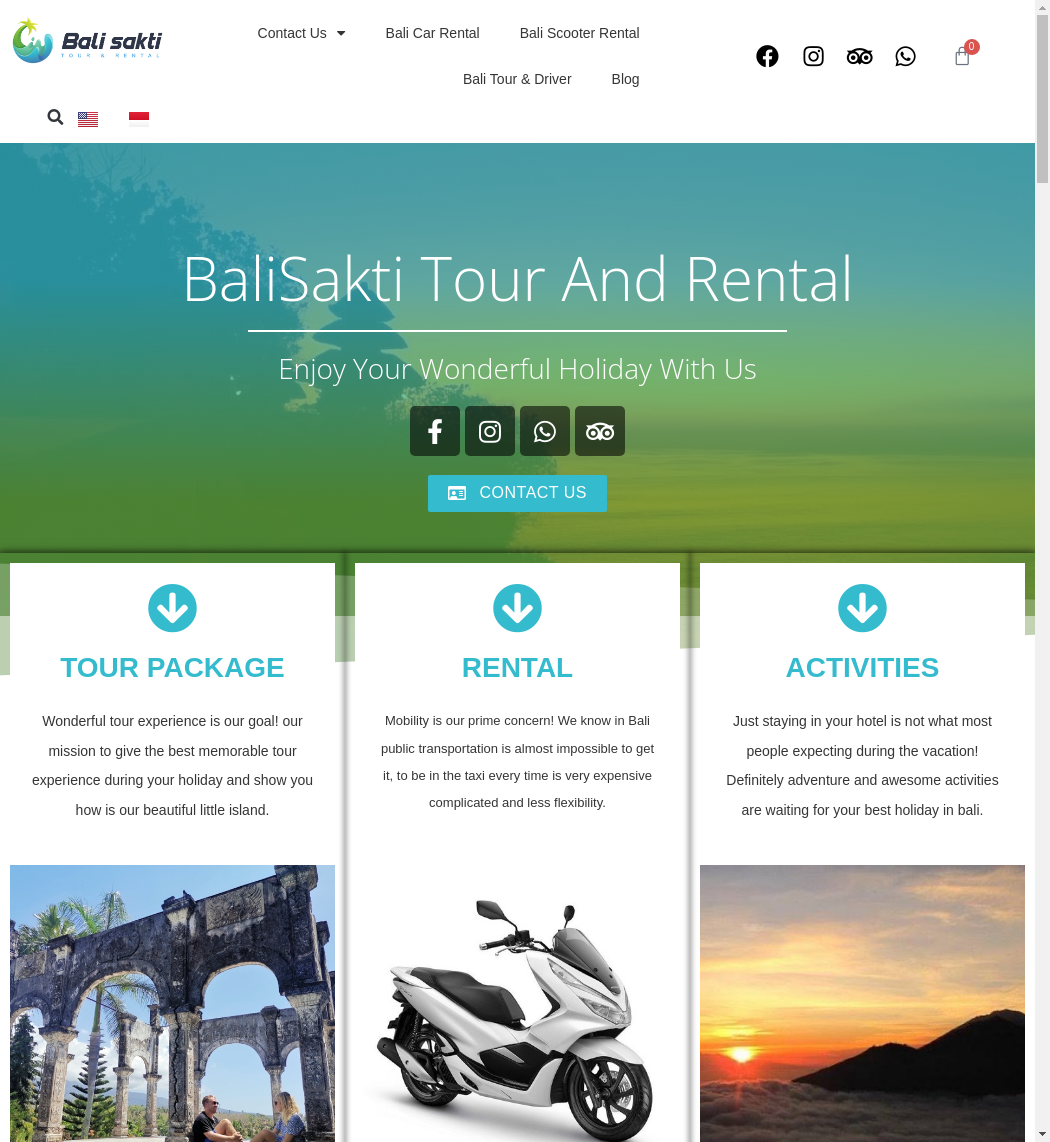 Bali sakti
TOUR & RENTAL
Contact Us
Bali Car Rental
Bali Scooter Rental
Bali Tour & Driver
Blog
0
BaliSakti Tour And Rental
Enjoy Your Wonderful Holiday With Us
CONTACT US
TOUR PACKAGE
Wonderful tour experience is our goal! our
mission to give the best memorable tour
experience during your holiday and show you
how is our beautiful little island.
RENTAL
Mobility is our prime concern! We know in Bali
public transportation is almost impossible to get
it, to be in the taxi every time is very expensive
complicated and less flexibility.
ACTIVITIES
Just staying in your hotel is not what most
people expecting during the vacation!
Definitely adventure and awesome activities
are waiting for your best holiday in bali.